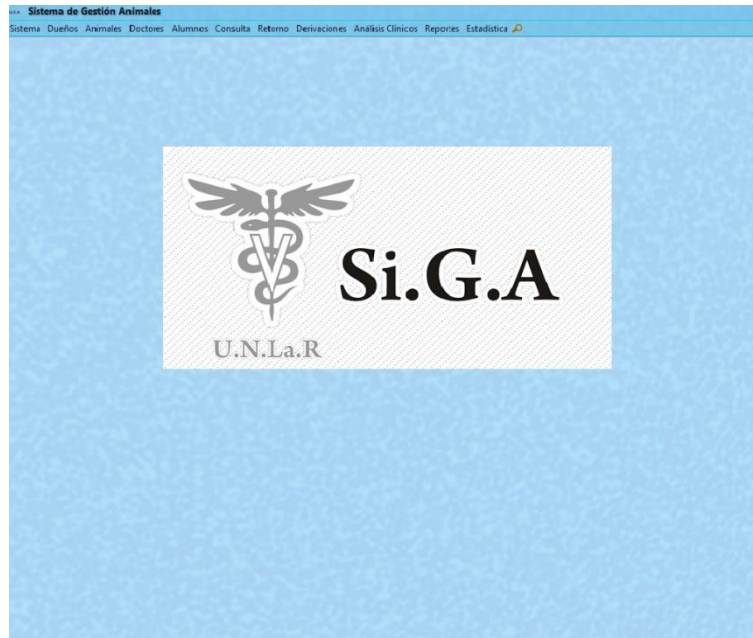 Sistema de Gestión Animales
Sistema Dueños Animales Doctores Alumnos Consulta Retorno Derivaciones Análisis Clínicos Reportes Estadística
V
Si.G.A
U.N.La.R